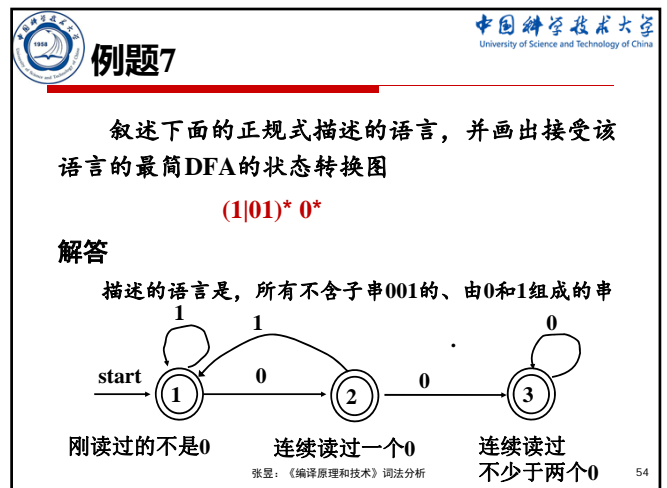 中国科学技术大学
University of Science and Technology of China
1958
例题7
叙述下面的正规式描述的语言，并画出接受该
语言的最简DFA的状态转换图
(1|01)* 0*
解答
描述的语言是，所有不含子串001的、由0和1组成的串
1
1
0
start
1
0
2
0
3
刚读过的不是0
连续读过一个0
连续读过
不少于两个0
张昱：《编译原理和技术》词法分析
54